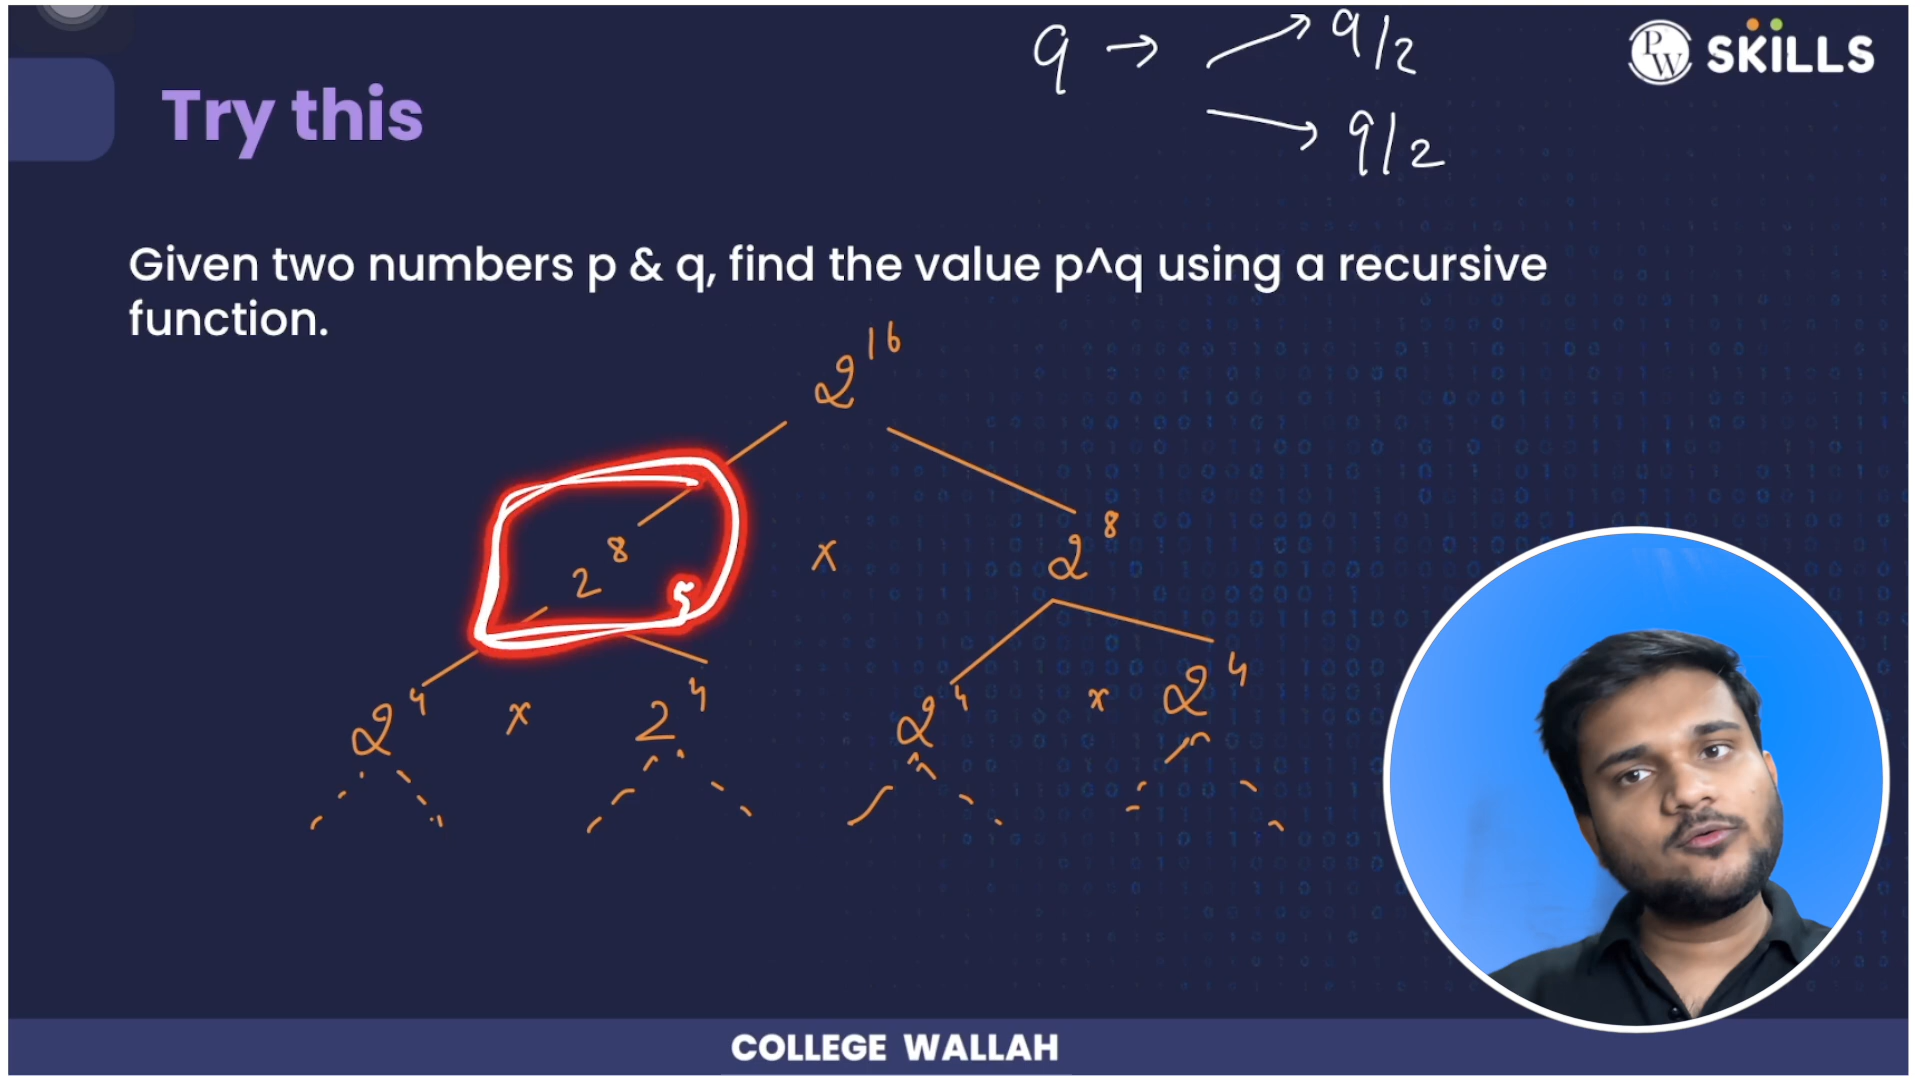 q → q/2
q/2
PW SKILLS
Try this
Given two numbers p & q, find the value p^q using a recursive
function.
2^16
2^8 x 2^8
2^4 x 2^4 2^4 x 2^4
COLLEGE WALLAH